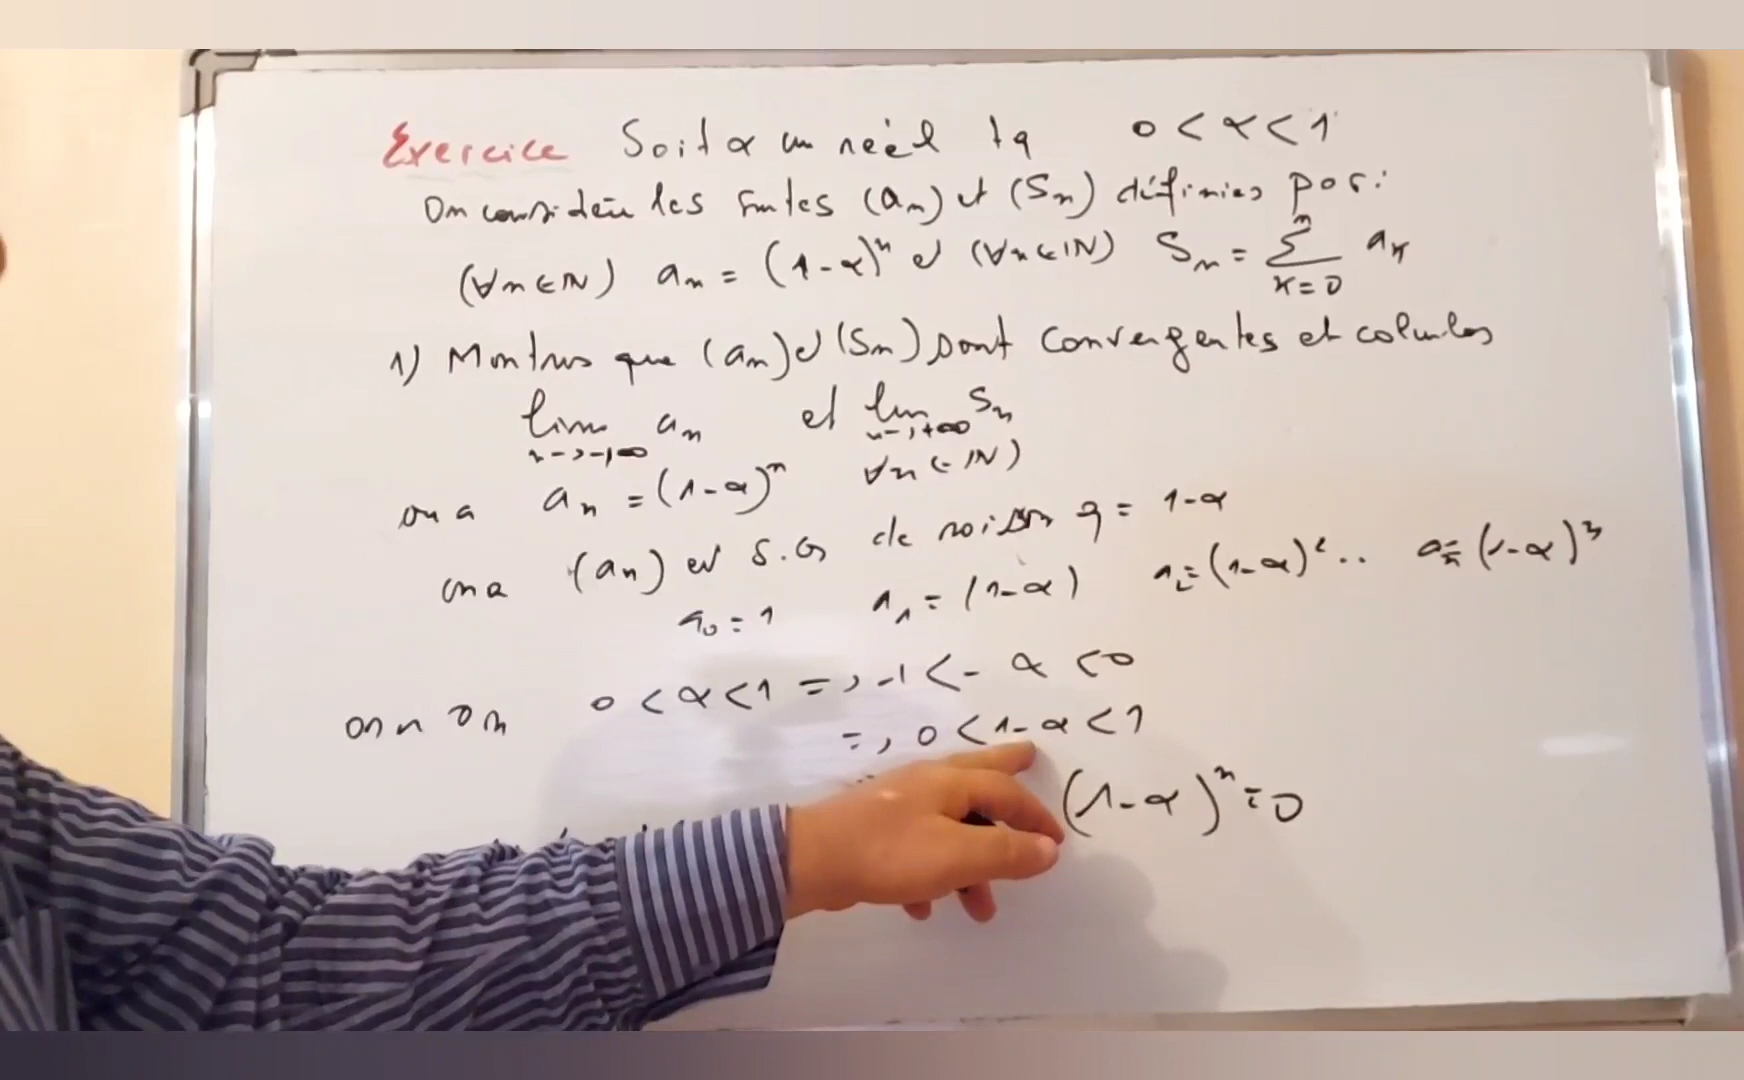 Exercice Soit α un réel tq 0 < α < 1
On considère les suites (an) et (Sn) définies par:
(∀n∈IN) an = (1-α)^n et (∀n∈IN) Sn = Σ_{k=0}^{n} ak
1) Montrer que (an) et (Sn) sont convergentes et calculer
lim_{n->+∞} an et lim_{n->+∞} Sn
on a an = (1-α)^n ∀n∈IN)
on a (an) est S.G de raison q = 1-α
a0 = 1 a1 = (1-α) a2 = (1-α)^2 .. = (1-α)^3
0 < α < 1 => -1 < -α < 0
=> 0 < 1-α < 1
(1-α)^n = 0